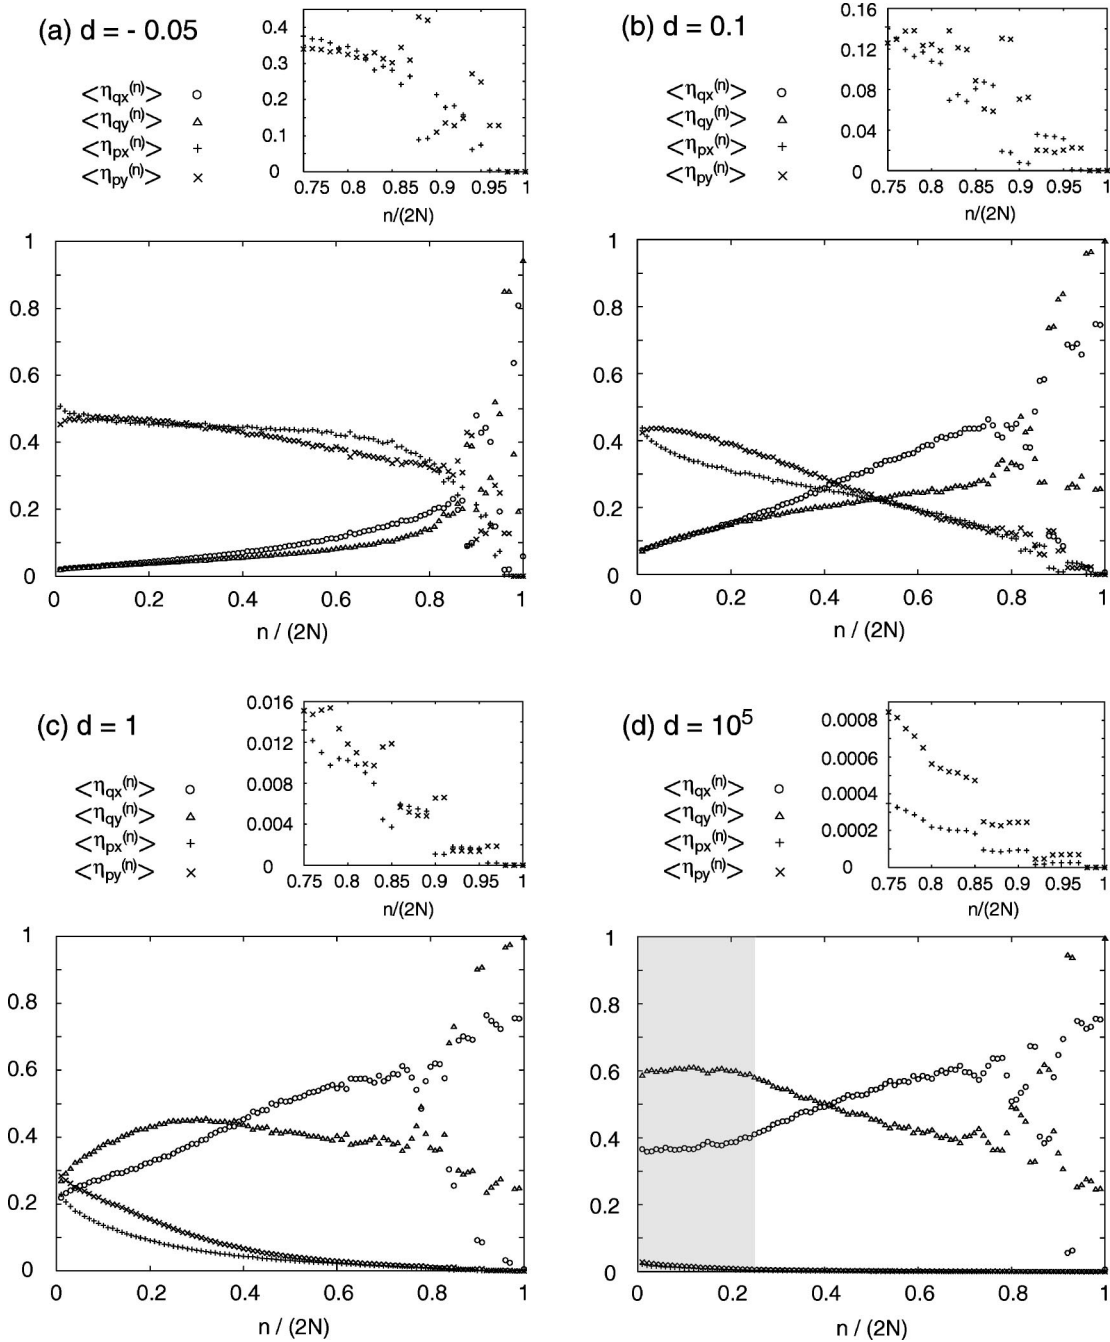 (a) d = - 0.05
<η_qx^(n)> ○
<η_qy^(n)> △
<η_px^(n)> +
<η_py^(n)> ×
0.4
0.3
0.2
0.1
0
0.75 0.8 0.85 0.9 0.95 1
n/(2N)
1
0.8
0.6
0.4
0.2
0
0 0.2 0.4 0.6 0.8 1
n / (2N)
(b) d = 0.1
<η_qx^(n)> ○
<η_qy^(n)> △
<η_px^(n)> +
<η_py^(n)> ×
0.16
0.12
0.08
0.04
0
0.75 0.8 0.85 0.9 0.95 1
n/(2N)
1
0.8
0.6
0.4
0.2
0
0 0.2 0.4 0.6 0.8 1
n / (2N)
(c) d = 1
<η_qx^(n)> ○
<η_qy^(n)> △
<η_px^(n)> +
<η_py^(n)> ×
0.016
0.012
0.008
0.004
0
0.75 0.8 0.85 0.9 0.95 1
n/(2N)
1
0.8
0.6
0.4
0.2
0
0 0.2 0.4 0.6 0.8 1
n / (2N)
(d) d = 10^5
<η_qx^(n)> ○
<η_qy^(n)> △
<η_px^(n)> +
<η_py^(n)> ×
0.0008
0.0006
0.0004
0.0002
0
0.75 0.8 0.85 0.9 0.95 1
n/(2N)
1
0.8
0.6
0.4
0.2
0
0 0.2 0.4 0.6 0.8 1
n / (2N)